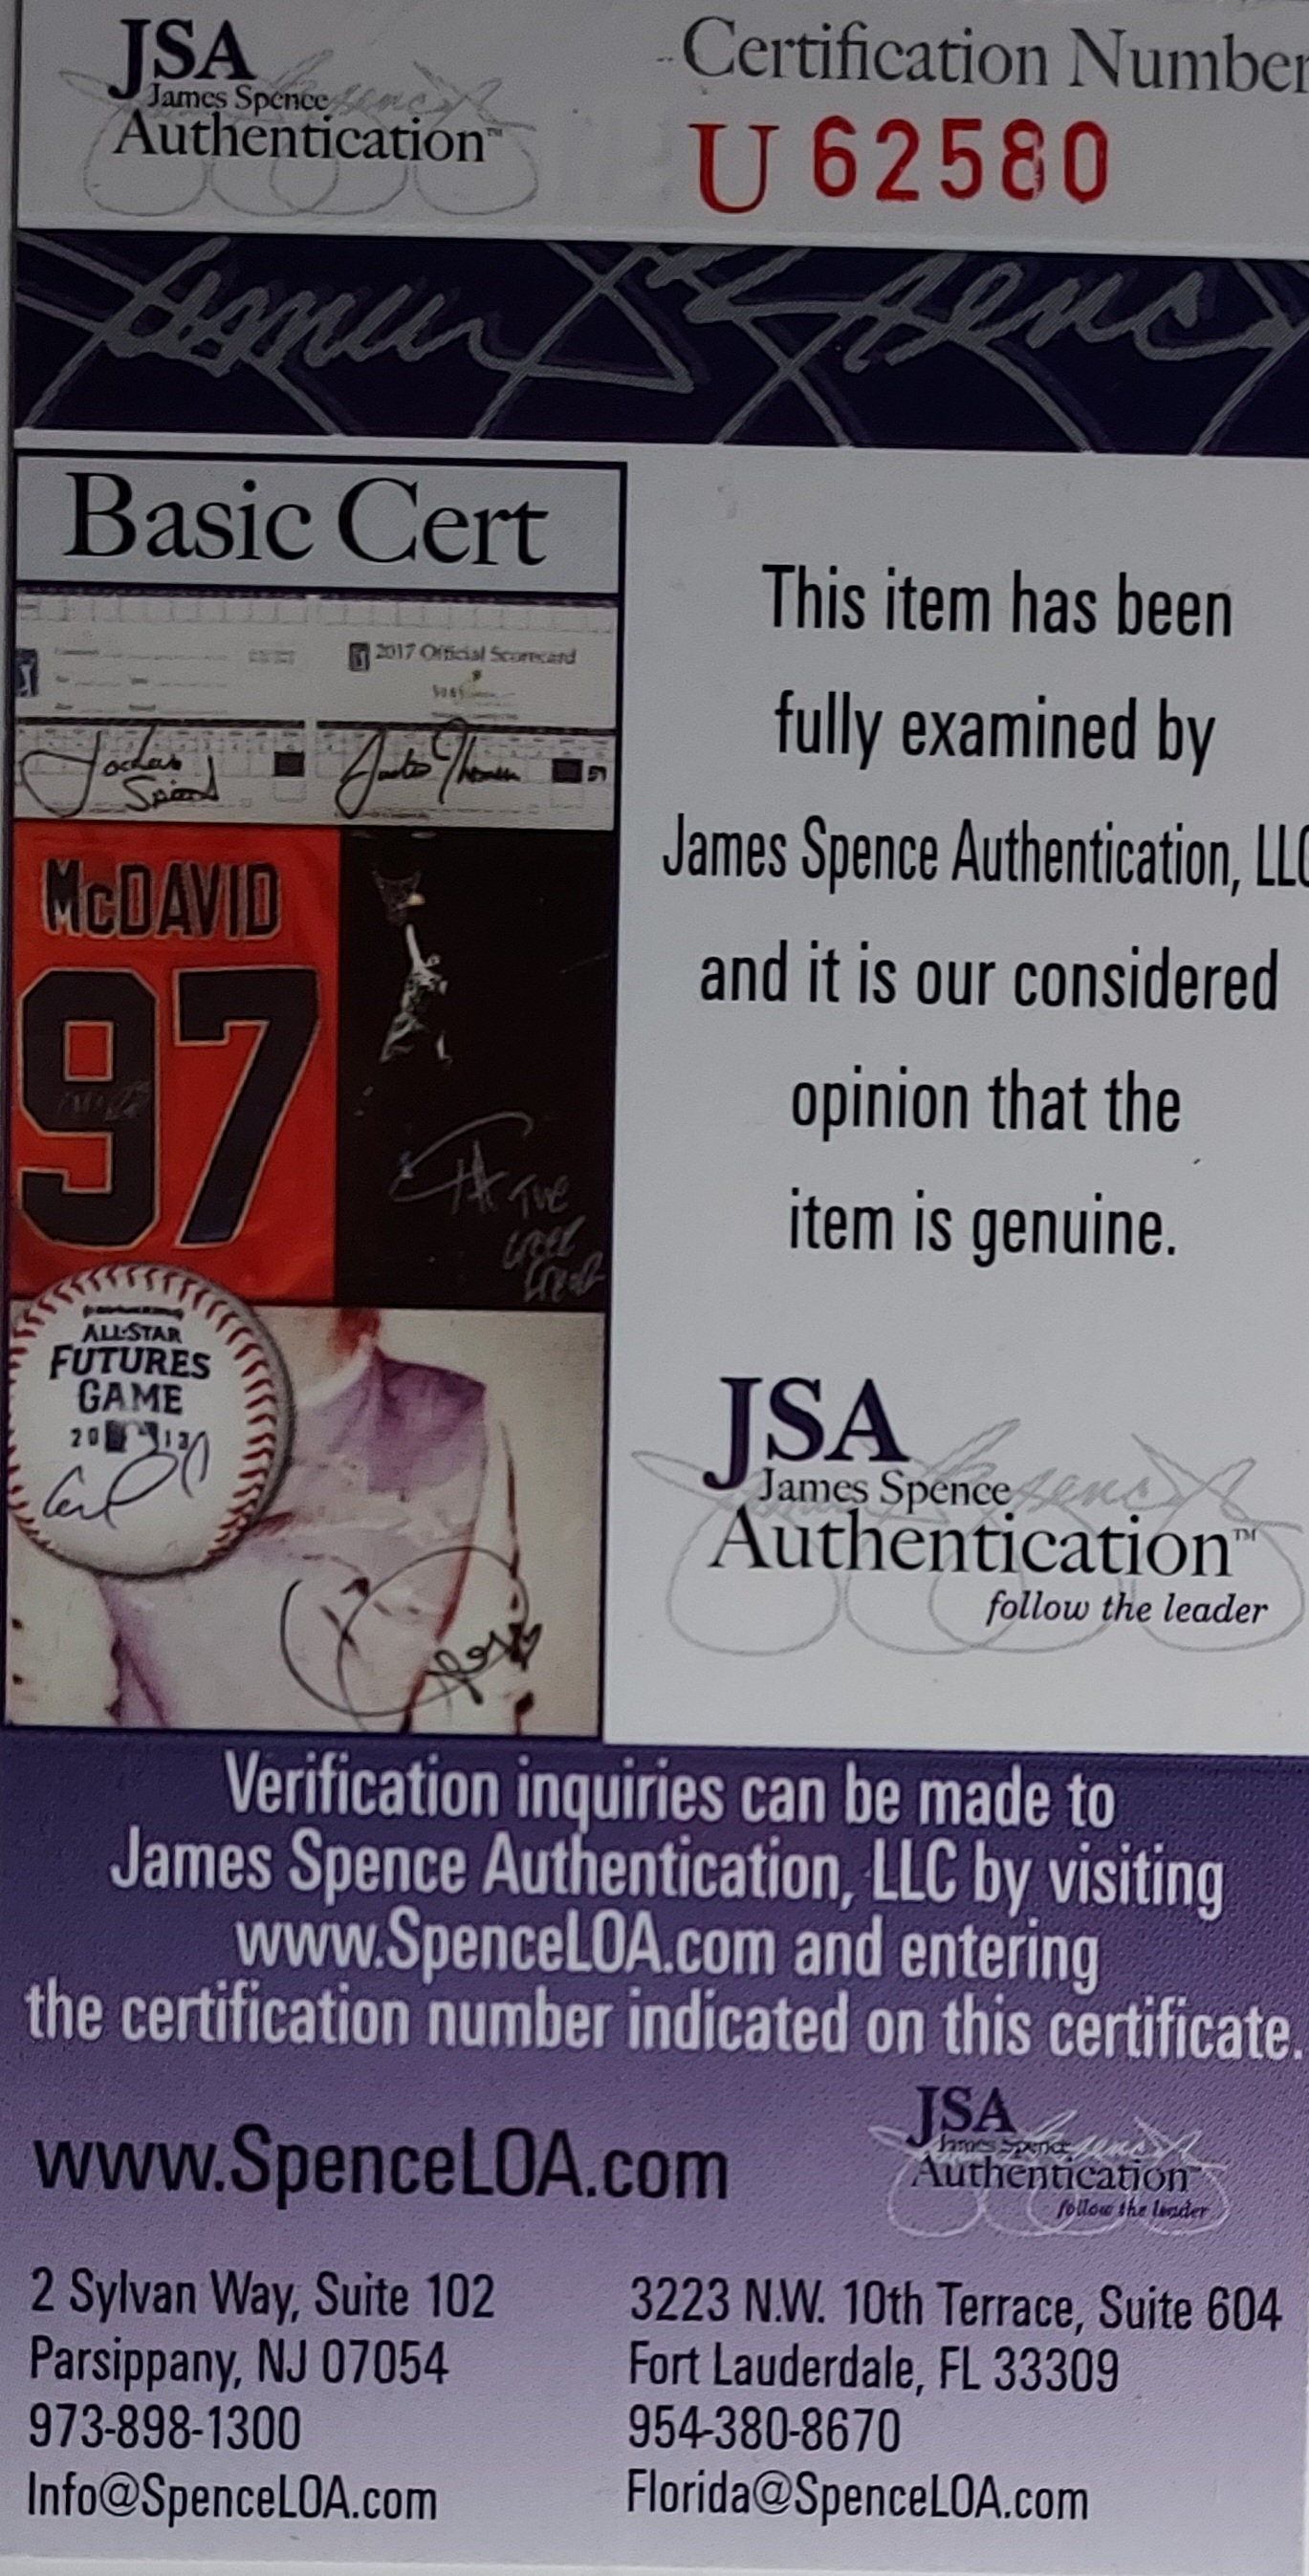 JSA
James Spence
Authentication™
Certification Number
U 62580
Basic Cert
2017 Official Scorecard
McDAVID
97
THE
ALL-STAR
FUTURES
GAME
This item has been
fully examined by
James Spence Authentication, LLC
and it is our considered
opinion that the
item is genuine.
JSA
James Spence
Authentication™
follow the leader
Verification inquiries can be made to
James Spence Authentication, LLC by visiting
www.SpenceLOA.com and entering
the certification number indicated on this certificate.
www.SpenceLOA.com
JSA
James Spence
Authentication
follow the leader
2 Sylvan Way, Suite 102
Parsippany, NJ 07054
973-898-1300
Info@SpenceLOA.com
3223 N.W. 10th Terrace, Suite 604
Fort Lauderdale, FL 33309
954-380-8670
Florida@SpenceLOA.com